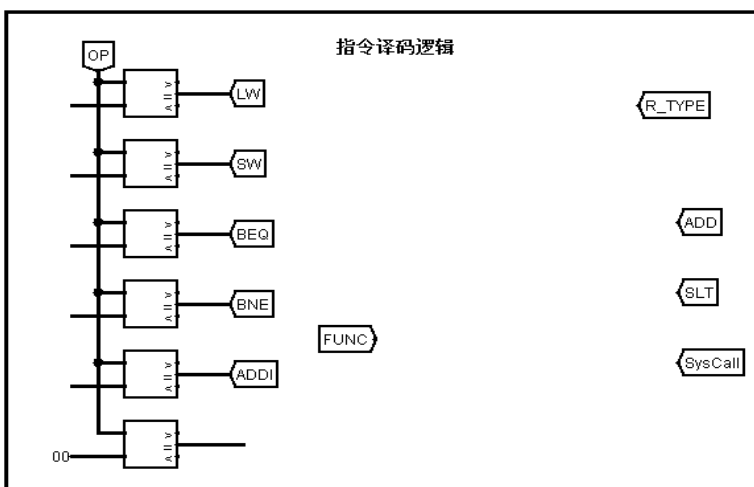 指令译码逻辑
OP
LW
R_TYPE
SW
ADD
BEQ
SLT
BNE
FUNC
SysCall
ADDI
00